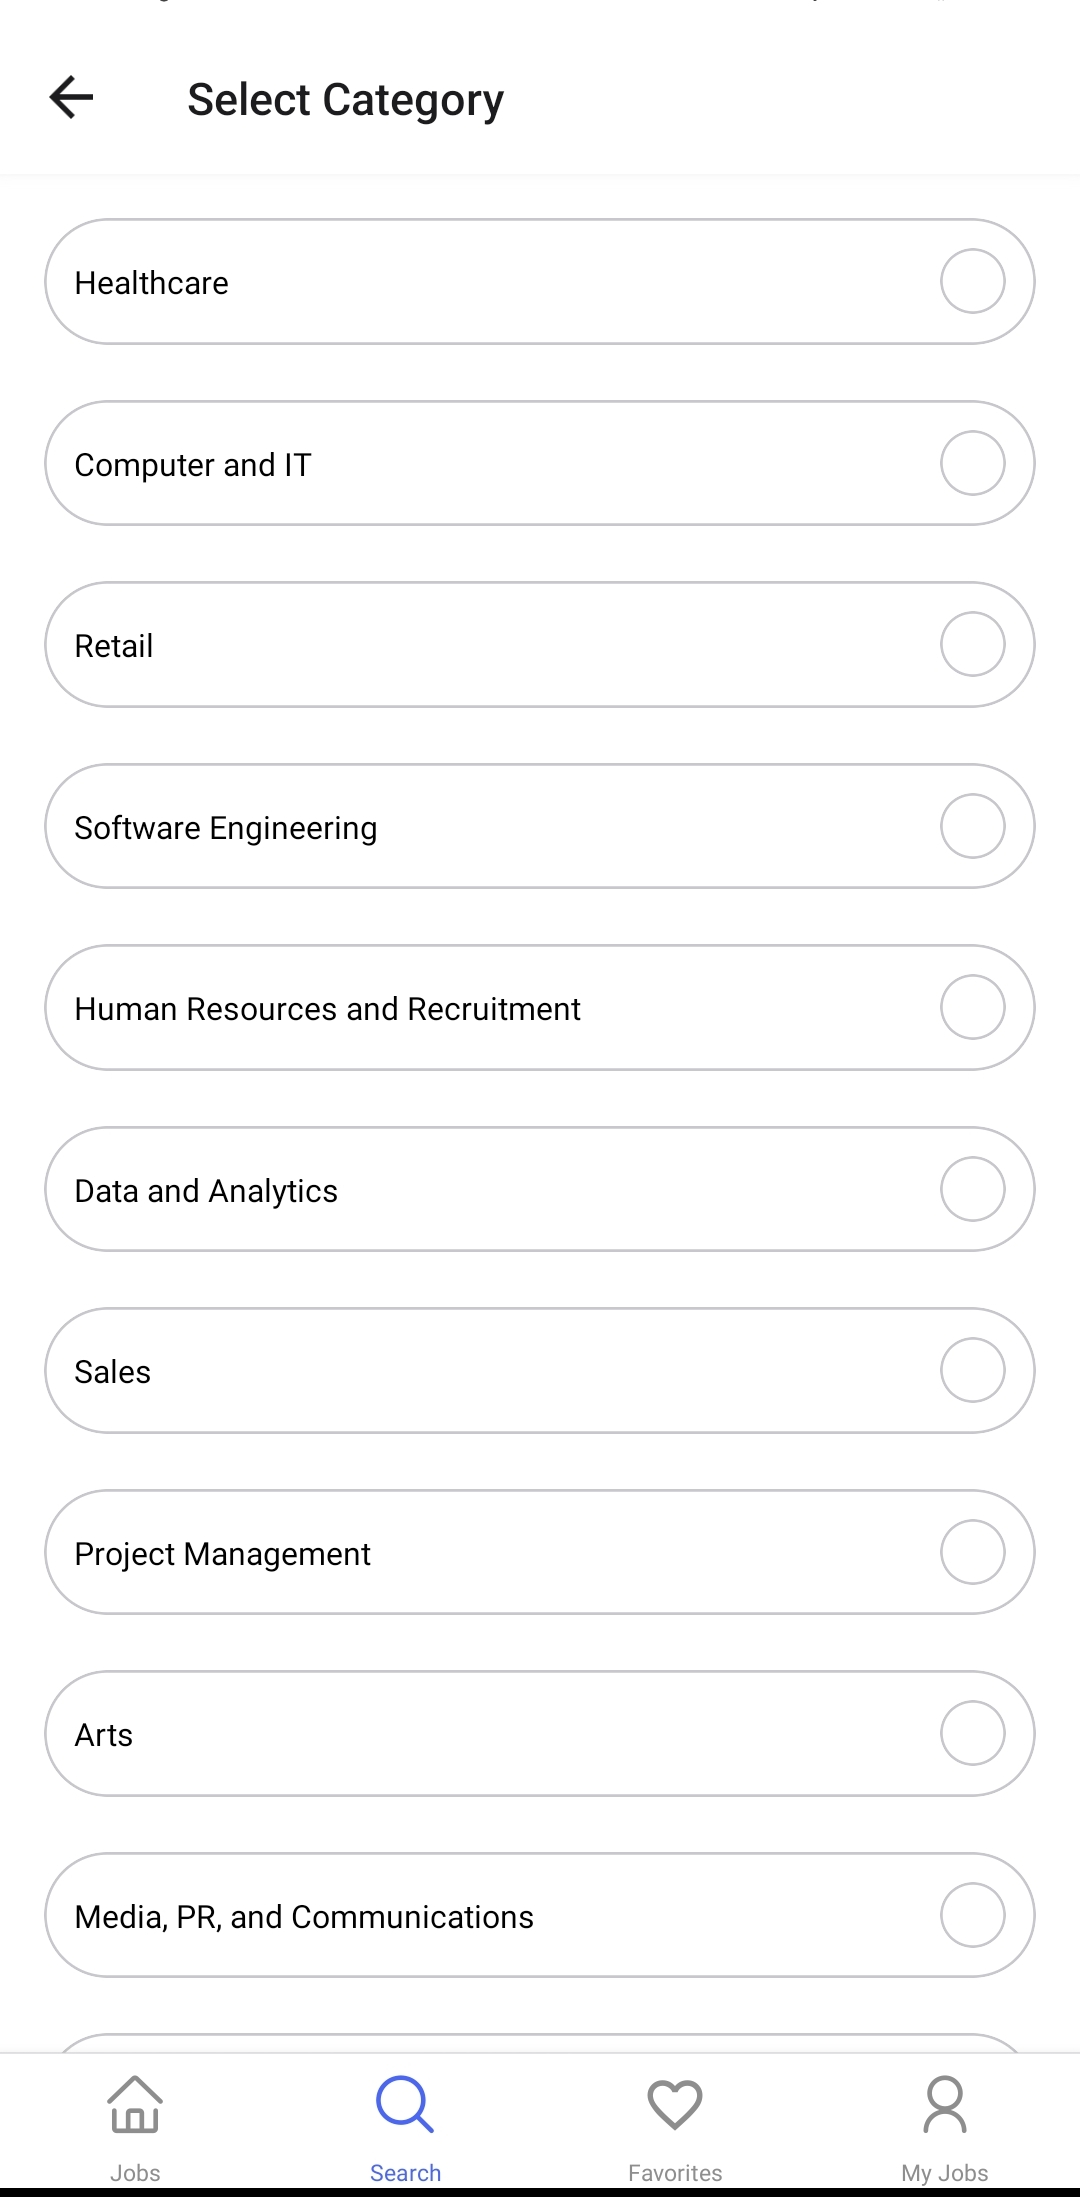 Select Category
Healthcare
Computer and IT
Retail
Software Engineering
Human Resources and Recruitment
Data and Analytics
Sales
Project Management
Arts
Media, PR, and Communications
Jobs
Search
Favorites
My Jobs